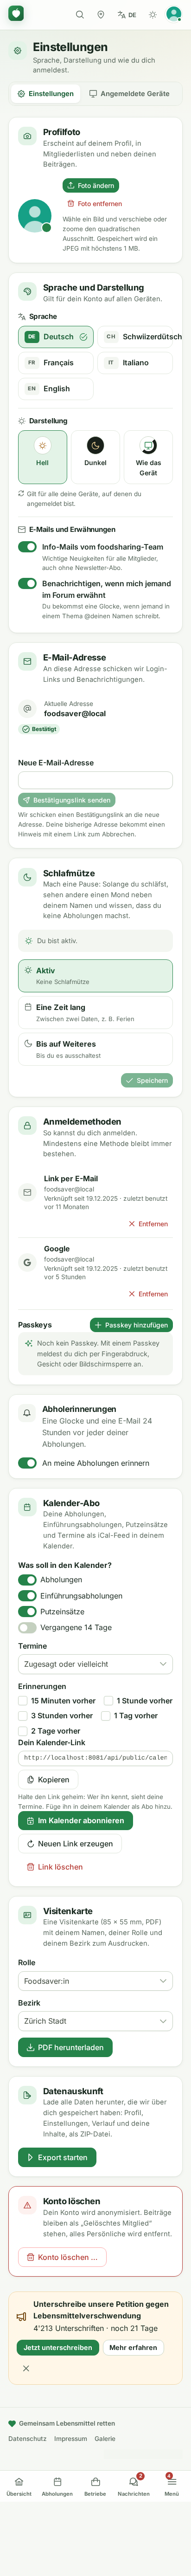 DE
Einstellungen
Sprache, Darstellung und wie du dich
anmeldest.
Einstellungen
Angemeldete Geräte
Profilfoto
Erscheint auf deinem Profil, in
Mitgliederlisten und neben deinen
Beiträgen.
Foto ändern
Foto entfernen
Wähle ein Bild und verschiebe oder
zoome den quadratischen
Ausschnitt. Gespeichert wird ein
JPEG mit höchstens 1 MB.
Sprache und Darstellung
Gilt für dein Konto auf allen Geräten.
Sprache
DE Deutsch
CH Schwiizerdütsch
FR Français
IT Italiano
EN English
Darstellung
Hell
Dunkel
Wie das
Gerät
Gilt für alle deine Geräte, auf denen du
angemeldet bist.
E-Mails und Erwähnungen
Info-Mails vom foodsharing-Team
Wichtige Neuigkeiten für alle Mitglieder,
auch ohne Newsletter-Abo.
Benachrichtigen, wenn mich jemand
im Forum erwähnt
Du bekommst eine Glocke, wenn jemand in
einem Thema @deinen Namen schreibt.
E-Mail-Adresse
An diese Adresse schicken wir Login-
Links und Benachrichtigungen.
Aktuelle Adresse
foodsaver@local
Bestätigt
Neue E-Mail-Adresse
Bestätigungslink senden
Wir schicken einen Bestätigungslink an die neue
Adresse. Deine bisherige Adresse bekommt einen
Hinweis mit einem Link zum Abbrechen.
Schlafmütze
Mach eine Pause: Solange du schläfst,
sehen andere einen Mond neben
deinem Namen und wissen, dass du
keine Abholung machst.
Du bist aktiv.
Aktiv
Keine Schlafmütze
Eine Zeit lang
Zwischen zwei Daten, z. B. Ferien
Bis auf Weiteres
Bis du es ausschaltest
Speichern
Anmeldemethoden
So kannst du dich anmelden.
Mindestens eine Methode bleibt immer
bestehen.
Link per E-Mail
foodsaver@local
Verknüpft seit 19.12.2025 · zuletzt benutzt
vor 11 Monaten
Entfernen
Google
foodsaver@local
Verknüpft seit 19.12.2025 · zuletzt benutzt
vor 5 Stunden
Entfernen
Passkeys
Passkey hinzufügen
Noch kein Passkey. Mit einem Passkey
meldest du dich per Fingerabdruck,
Gesicht oder Bildschirmsperre an.
Abholerinnerungen
Eine Glocke und eine E-Mail 24
Stunden vor jeder deiner
Abholungen.
An meine Abholungen erinnern
Kalender-Abo
Deine Abholungen,
Einführungsabholungen, Putzeinsätze
und Termine als iCal-Feed in deinem
Kalender.
Was soll in den Kalender?
Abholungen
Einführungsabholungen
Putzeinsätze
Vergangene 14 Tage
Termine
Zugesagt oder vielleicht
Erinnerungen
15 Minuten vorher
1 Stunde vorher
3 Stunden vorher
1 Tag vorher
2 Tage vorher
Dein Kalender-Link
http://localhost:8081/api/public/calen
Kopieren
Halte den Link geheim: Wer ihn kennt, sieht deine
Termine. Füge ihn in deinem Kalender als Abo hinzu.
Im Kalender abonnieren
Neuen Link erzeugen
Link löschen
Visitenkarte
Eine Visitenkarte (85 × 55 mm, PDF)
mit deinem Namen, deiner Rolle und
deinem Bezirk zum Ausdrucken.
Rolle
Foodsaver:in
Bezirk
Zürich Stadt
PDF herunterladen
Datenauskunft
Lade alle Daten herunter, die wir über
dich gespeichert haben: Profil,
Einstellungen, Verlauf und deine
Inhalte, als ZIP-Datei.
Export starten
Konto löschen
Dein Konto wird anonymisiert. Beiträge
bleiben als „Gelöschtes Mitglied“
stehen, alles Persönliche wird entfernt.
Konto löschen ...
Unterschreibe unsere Petition gegen
Lebensmittelverschwendung
4’213 Unterschriften · noch 21 Tage
Jetzt unterschreiben
Mehr erfahren
Gemeinsam Lebensmittel retten
Datenschutz
Impressum
Galerie
2
4
Übersicht
Abholungen
Betriebe
Nachrichten
Menü